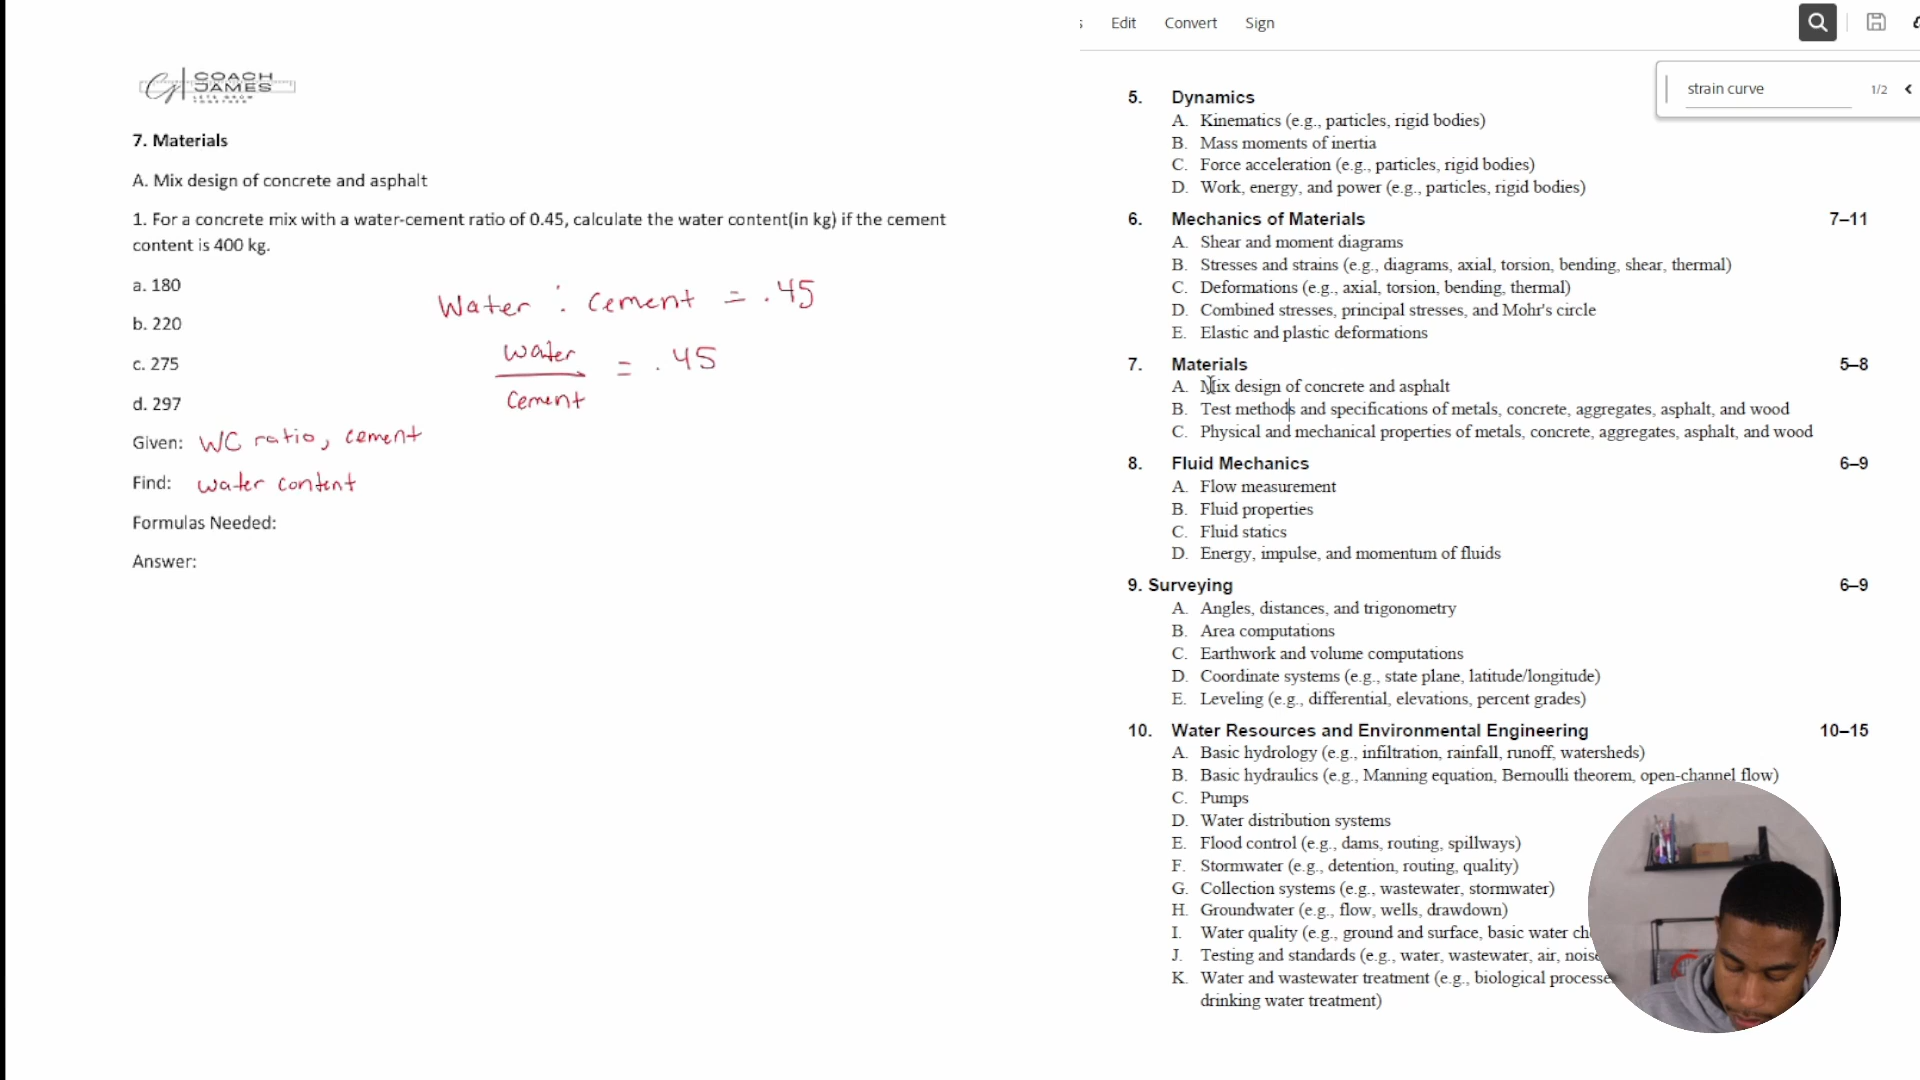 COACH
JAMES
7. Materials
A. Mix design of concrete and asphalt
1. For a concrete mix with a water-cement ratio of 0.45, calculate the water content(in kg) if the cement
content is 400 kg.
a. 180
b. 220
c. 275
d. 297
Water : cement = .45
water
cement
= .45
Given: WC ratio, cement
Find: water content
Formulas Needed:
Answer:
Edit Convert Sign
strain curve 1/2
5. Dynamics
A. Kinematics (e.g., particles, rigid bodies)
B. Mass moments of inertia
C. Force acceleration (e.g., particles, rigid bodies)
D. Work, energy, and power (e.g., particles, rigid bodies)
6. Mechanics of Materials 7–11
A. Shear and moment diagrams
B. Stresses and strains (e.g., diagrams, axial, torsion, bending, shear, thermal)
C. Deformations (e.g., axial, torsion, bending, thermal)
D. Combined stresses, principal stresses, and Mohr's circle
E. Elastic and plastic deformations
7. Materials 5–8
A. Mix design of concrete and asphalt
B. Test methods and specifications of metals, concrete, aggregates, asphalt, and wood
C. Physical and mechanical properties of metals, concrete, aggregates, asphalt, and wood
8. Fluid Mechanics 6–9
A. Flow measurement
B. Fluid properties
C. Fluid statics
D. Energy, impulse, and momentum of fluids
9. Surveying 6–9
A. Angles, distances, and trigonometry
B. Area computations
C. Earthwork and volume computations
D. Coordinate systems (e.g., state plane, latitude/longitude)
E. Leveling (e.g., differential, elevations, percent grades)
10. Water Resources and Environmental Engineering 10–15
A. Basic hydrology (e.g., infiltration, rainfall, runoff, watersheds)
B. Basic hydraulics (e.g., Manning equation, Bernoulli theorem, open-channel flow)
C. Pumps
D. Water distribution systems
E. Flood control (e.g., dams, routing, spillways)
F. Stormwater (e.g., detention, routing, quality)
G. Collection systems (e.g., wastewater, stormwater)
H. Groundwater (e.g., flow, wells, drawdown)
I. Water quality (e.g., ground and surface, basic water
J. Testing and standards (e.g., water, wastewater, air,
K. Water and wastewater treatment (e.g., biological
drinking water treatment)